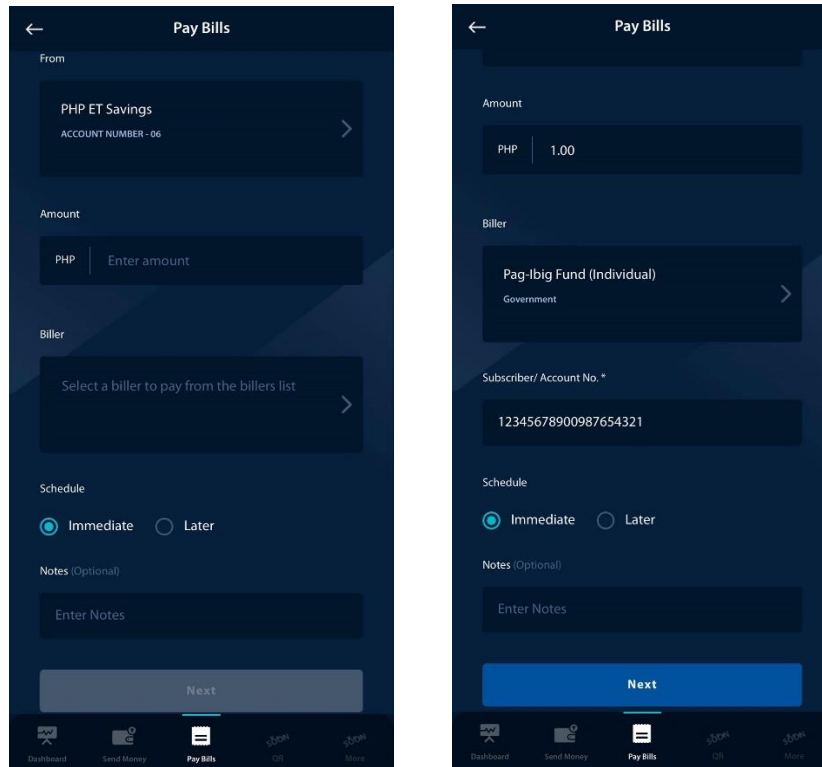 Pay Bills
From
PHP ET Savings
ACCOUNT NUMBER - 06
Amount
PHP Enter amount
Biller
Select a biller to pay from the billers list
Schedule
Immediate Later
Notes (Optional)
Enter Notes
Next
Dashboard Send Money Pay Bills QR More
Pay Bills
Amount
PHP 1.00
Biller
Pag-Ibig Fund (Individual)
Government
Subscriber/ Account No. *
12345678900987654321
Schedule
Immediate Later
Notes (Optional)
Enter Notes
Next
Dashboard Send Money Pay Bills QR More